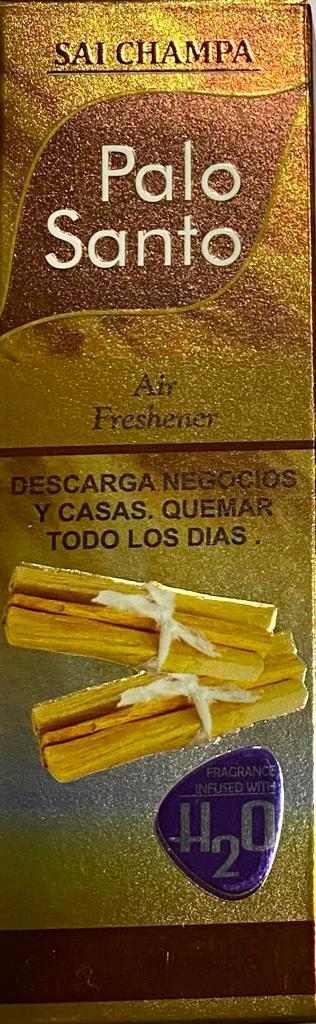 SAI CHAMPA
Palo
Santo
Air
Freshener
DESCARGA NEGOCIOS
Y CASAS. QUEMAR
TODO LOS DIAS .
FRAGRANCE
INFUSED WITH
H2O